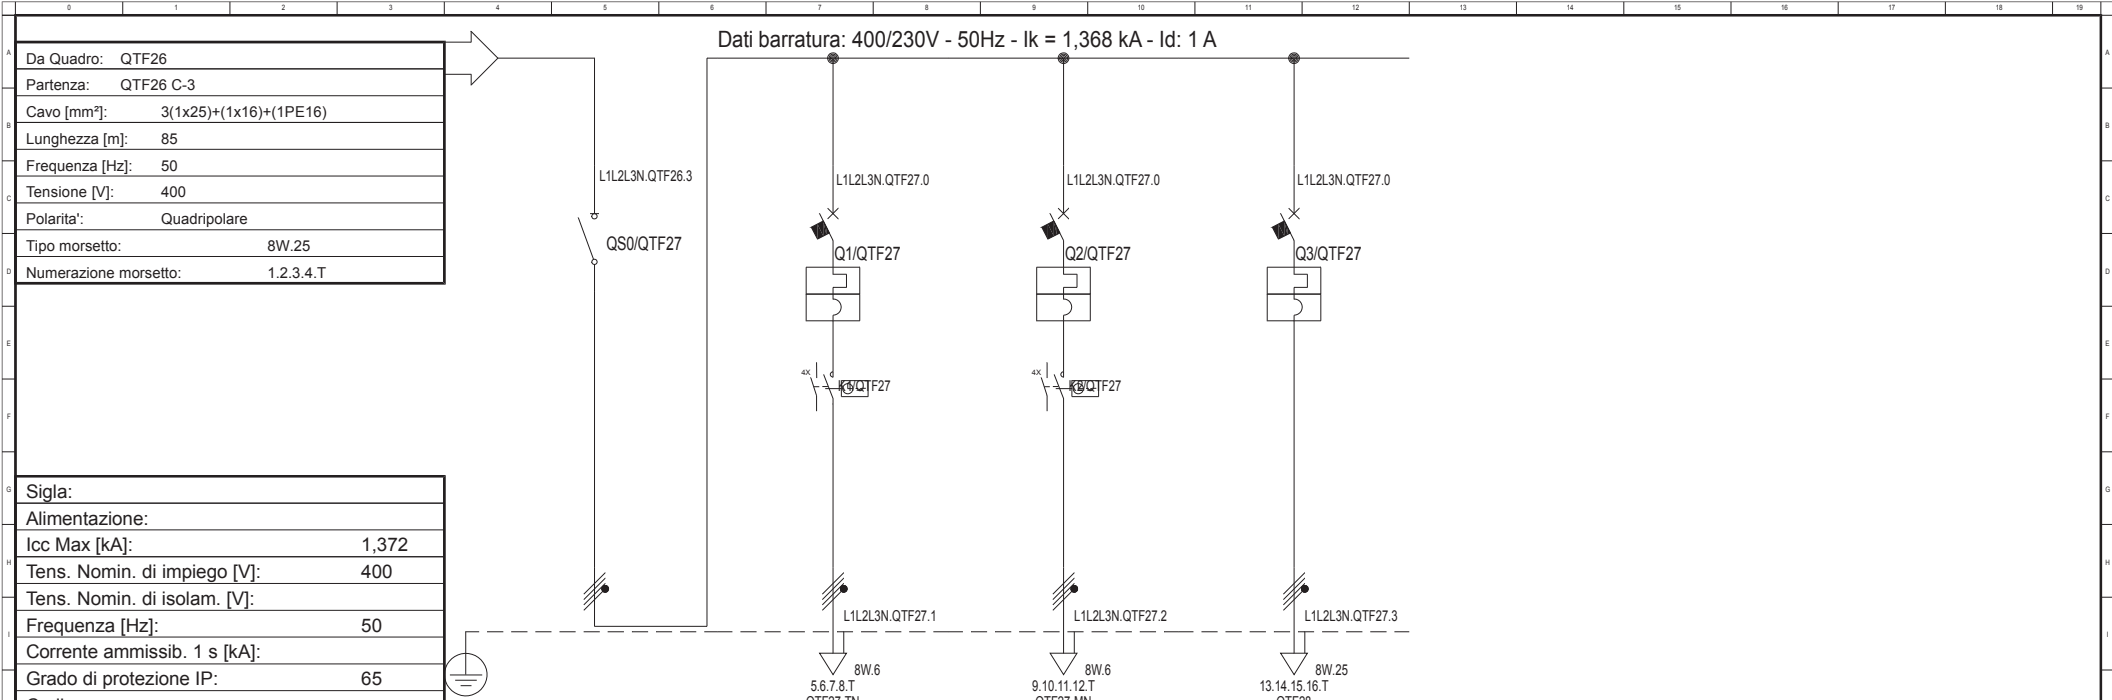 0 1 2 3 4 5 6 7 8 9 10 11 12 13 14 15 16 17 18 19
Dati barratura: 400/230V - 50Hz - Ik = 1,368 kA - Id: 1 A
A A
Da Quadro: QTF26
Partenza: QTF26 C-3
Cavo [mm²]: 3(1x25)+(1x16)+(1PE16)
B B
Lunghezza [m]: 85
Frequenza [Hz]: 50
L1L2L3N.QTF26.3 L1L2L3N.QTF27.0 L1L2L3N.QTF27.0 L1L2L3N.QTF27.0
Tensione [V]: 400
C C
Polarita': Quadripolare
Tipo morsetto: 8W.25
QS0/QTF27 Q1/QTF27 Q2/QTF27 Q3/QTF27
Numerazione morsetto: 1.2.3.4.T
D D
E E
4X K1/QTF27 4X K2/QTF27
F F
G G
Sigla:
Alimentazione:
Icc Max [kA]: 1,372
H H
Tens. Nomin. di impiego [V]: 400
Tens. Nomin. di isolam. [V]:
L1L2L3N.QTF27.1 L1L2L3N.QTF27.2 L1L2L3N.QTF27.3
Frequenza [Hz]: 50
I I
Corrente ammissib. 1 s [kA]:
Grado di protezione IP: 65
8W.6 8W.6 8W.25
5.6.7.8.T 9.10.11.12.T 13.14.15.16.T